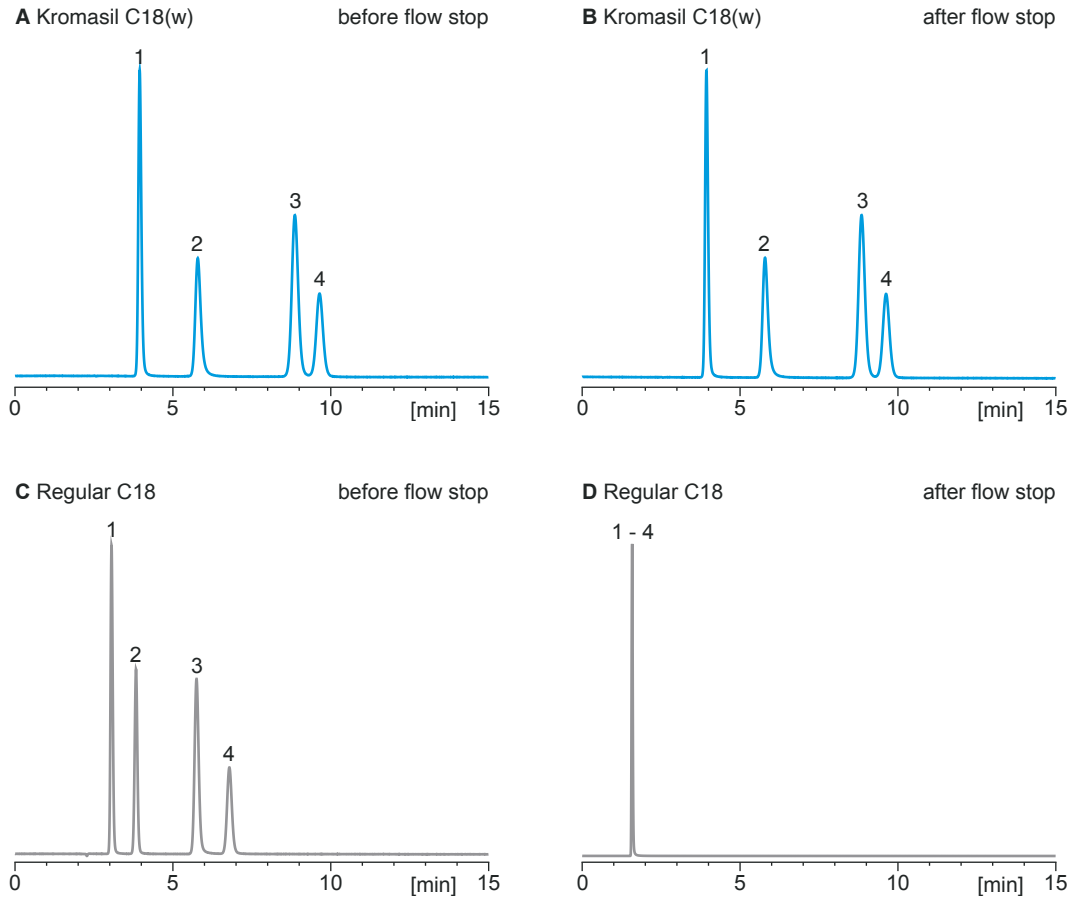 A Kromasil C18(w) before flow stop
1
2
3
4
0 5 10 [min] 15
B Kromasil C18(w) after flow stop
1
2
3
4
0 5 10 [min] 15
C Regular C18 before flow stop
1
2
3
4
0 5 10 [min] 15
D Regular C18 after flow stop
1 - 4
0 5 10 [min] 15